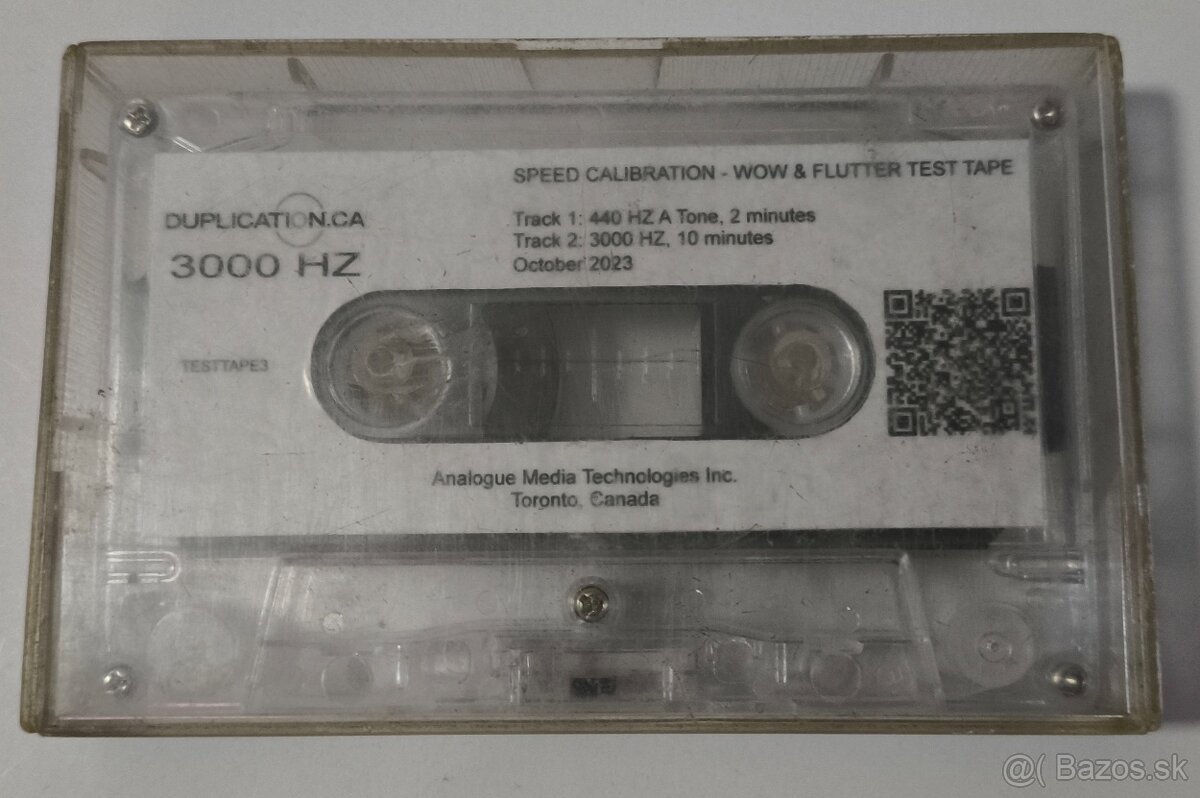 SPEED CALIBRATION - WOW & FLUTTER TEST TAPE
DUPLICATION.CA
3000 HZ
Track 1: 440 HZ A Tone, 2 minutes
Track 2: 3000 HZ, 10 minutes
October 2023
TESTTAPE3
Analogue Media Technologies Inc.
Toronto, Canada
@( Bazos.sk